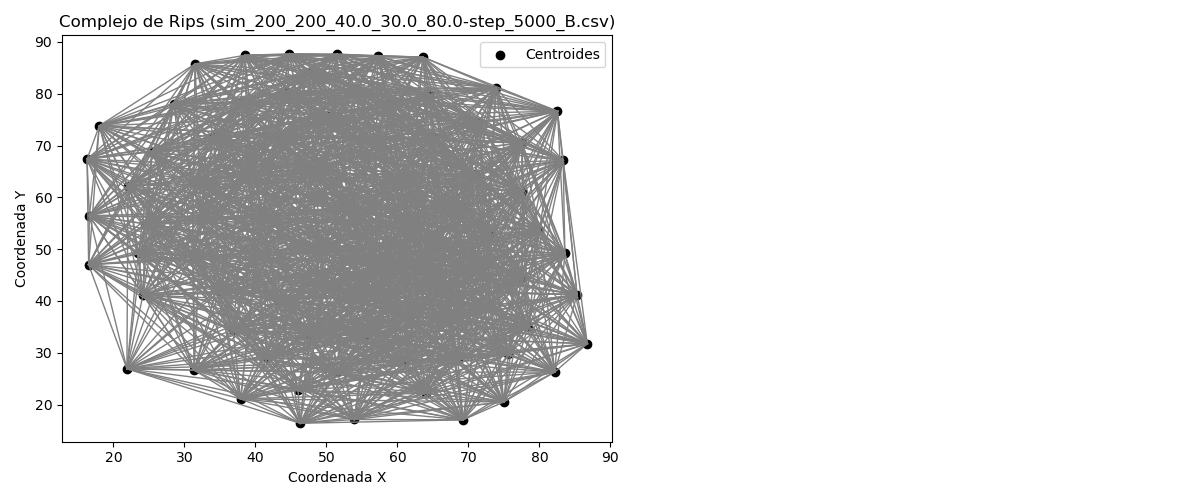 Complejo de Rips (sim_200_200_40.0_30.0_80.0-step_5000_B.csv)
Centroides
90
80
70
60
50
40
30
20
Coordenada Y
20 30 40 50 60 70 80 90
Coordenada X